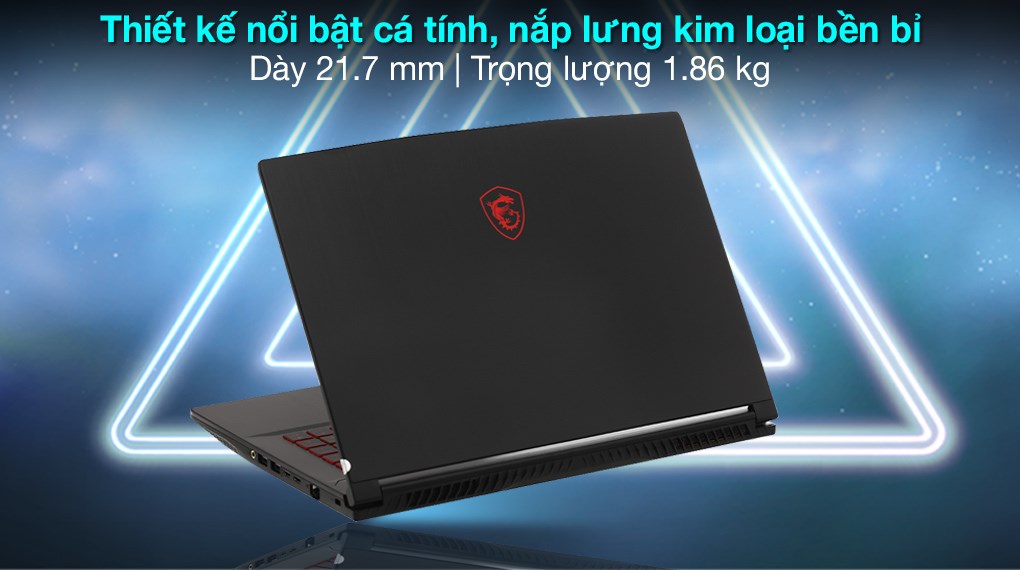 Thiết kế nổi bật cá tính, nắp lưng kim loại bền bỉ
Dày 21.7 mm | Trọng lượng 1.86 kg